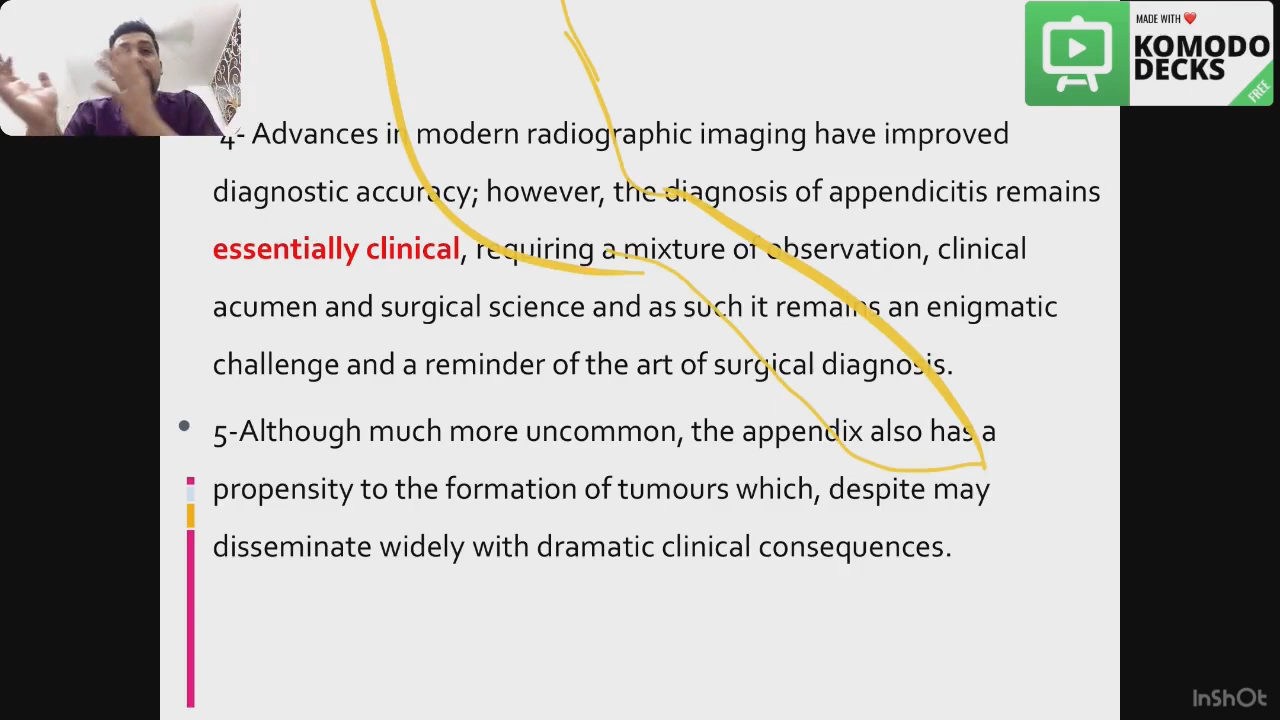 MADE WITH ❤️
KOMODO
DECKS
FREE
4- Advances in modern radiographic imaging have improved
diagnostic accuracy; however, the diagnosis of appendicitis remains
essentially clinical, requiring a mixture of observation, clinical
acumen and surgical science and as such it remains an enigmatic
challenge and a reminder of the art of surgical diagnosis.
• 5-Although much more uncommon, the appendix also has a
propensity to the formation of tumours which, despite may
disseminate widely with dramatic clinical consequences.
InShOt